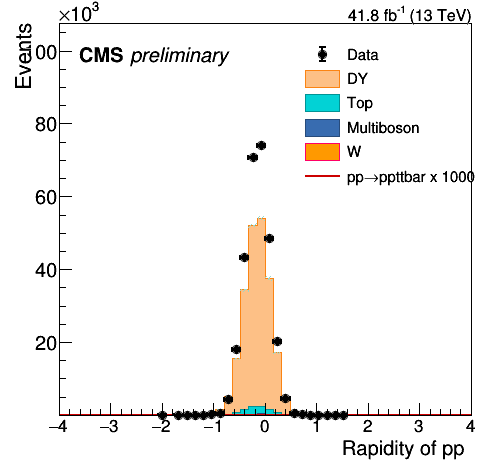 ×10³
41.8 fb⁻¹ (13 TeV)
Events
CMS preliminary
Data
DY
Top
Multiboson
W
pp→ppttbar x 1000
00
80
60
40
20
−4 −3 −2 −1 0 1 2 3 4
Rapidity of pp